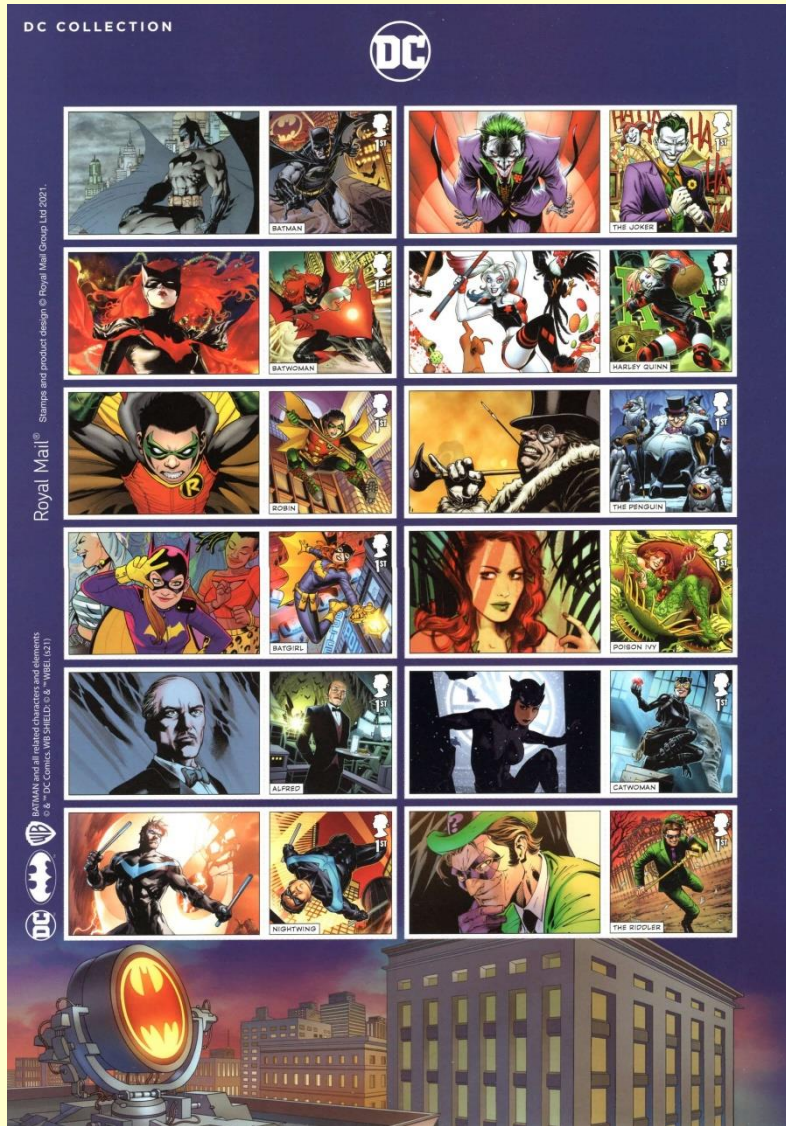 DC COLLECTION
DC
1ST
BATMAN
HA HA
HA
HA
HA
1ST
THE JOKER
1ST
BATWOMAN
1ST
HARLEY QUINN
R
1ST
ROBIN
1ST
THE PENGUIN
1ST
BATGIRL
1ST
POISON IVY
1ST
ALFRED
1ST
CATWOMAN
1ST
NIGHTWING
?
1ST
THE RIDDLER
Royal Mail® Stamps and product design © Royal Mail Group Ltd 2021.
DC WB BATMAN and all related characters and elements
© & ™ DC Comics. WB SHIELD: © & ™ WBEI. (s21)